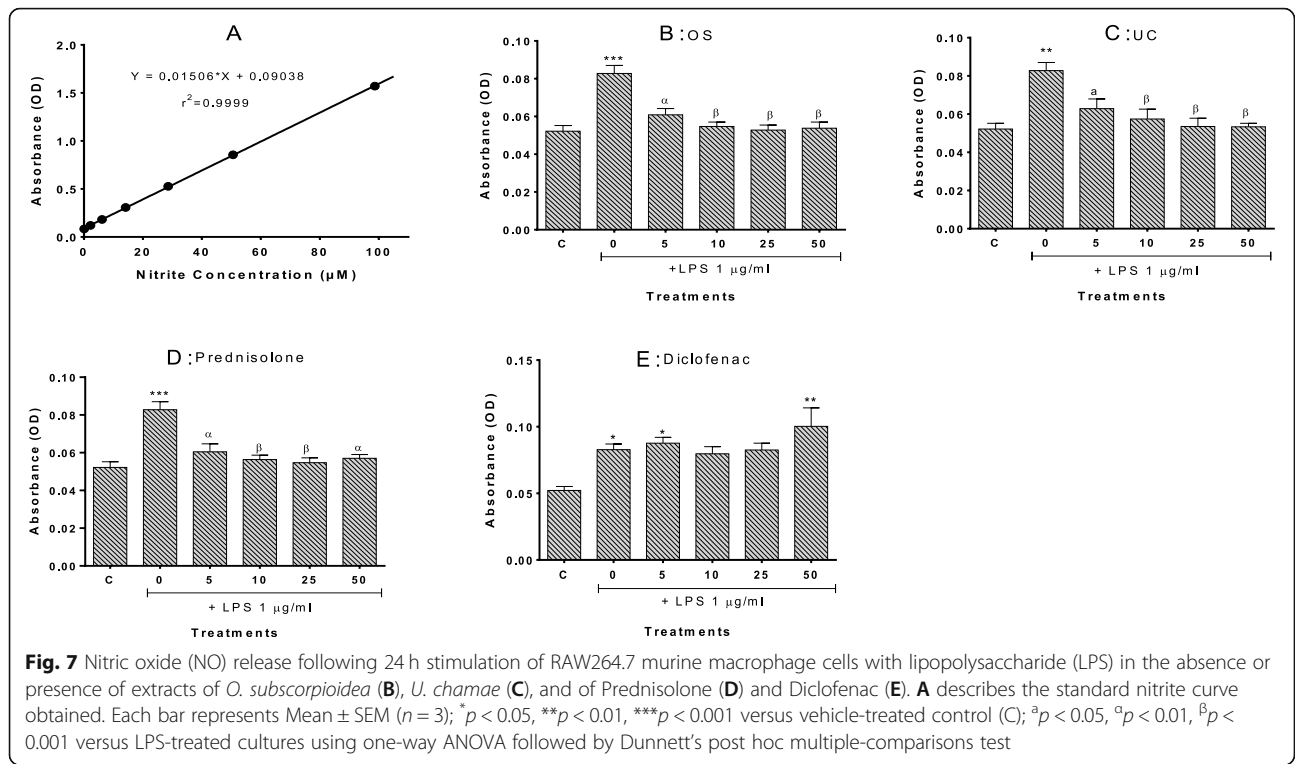 A
2.0
1.5
1.0
0.5
0.0
Absorbance (OD)
Y = 0.01506*X + 0.09038
r²=0.9999
0 20 40 60 80 100
Nitrite Concentration (µM)
B :OS
0.10
0.08
0.06
0.04
0.02
0.00
Absorbance (OD)
***
α
β
β
β
C 0 5 10 25 50
+LPS 1 µg/ml
Treatments
C :UC
0.10
0.08
0.06
0.04
0.02
0.00
Absorbance (OD)
**
a
β
β
β
C 0 5 10 25 50
+ LPS 1 µg/ml
Treatments
D :Prednisolone
0.10
0.08
0.06
0.04
0.02
0.00
Absorbance (OD)
***
α
β
β
α
C 0 5 10 25 50
+ LPS 1 µg/ml
Treatments
E :Diclofenac
0.15
0.10
0.05
0.00
Absorbance (OD)
*
*
**
C 0 5 10 25 50
+ LPS 1 µg/ml
Treatments
Fig. 7 Nitric oxide (NO) release following 24 h stimulation of RAW264.7 murine macrophage cells with lipopolysaccharide (LPS) in the absence or
presence of extracts of O. subscorpioidea (B), U. chamae (C), and of Prednisolone (D) and Diclofenac (E). A describes the standard nitrite curve
obtained. Each bar represents Mean ± SEM (n = 3); *p < 0.05, **p < 0.01, ***p < 0.001 versus vehicle-treated control (C); ᵃp < 0.05, ᵅp < 0.01, ᵝp <
0.001 versus LPS-treated cultures using one-way ANOVA followed by Dunnett's post hoc multiple-comparisons test